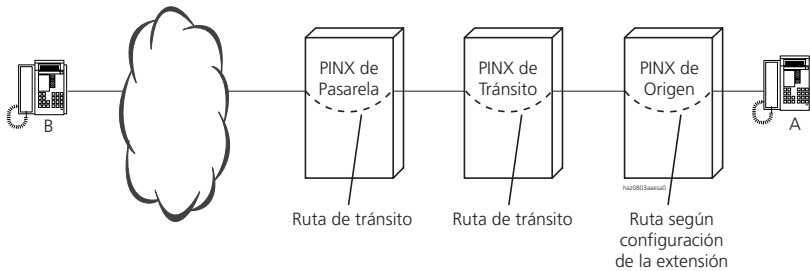 PINX de
Pasarela
PINX de
Tránsito
PINX de
Origen
B
A
haz0803aaesa0
Ruta de tránsito
Ruta de tránsito
Ruta según
configuración
de la extensión